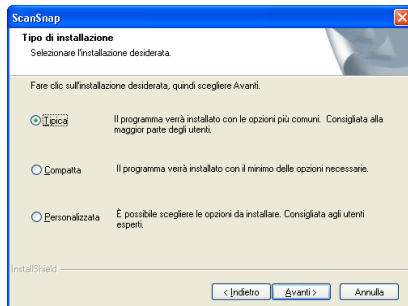 ScanSnap
Tipo di installazione
Selezionare l'installazione desiderata.
Fare clic sull'installazione desiderata, quindi scegliere Avanti.
Tipica
Il programma verrà installato con le opzioni più comuni. Consigliata alla
maggior parte degli utenti.
Compatta
Il programma verrà installato con il minimo delle opzioni necessarie.
Personalizzata
È possibile scegliere le opzioni da installare. Consigliata agli utenti
esperti.
InstallShield
< Indietro Avanti > Annulla